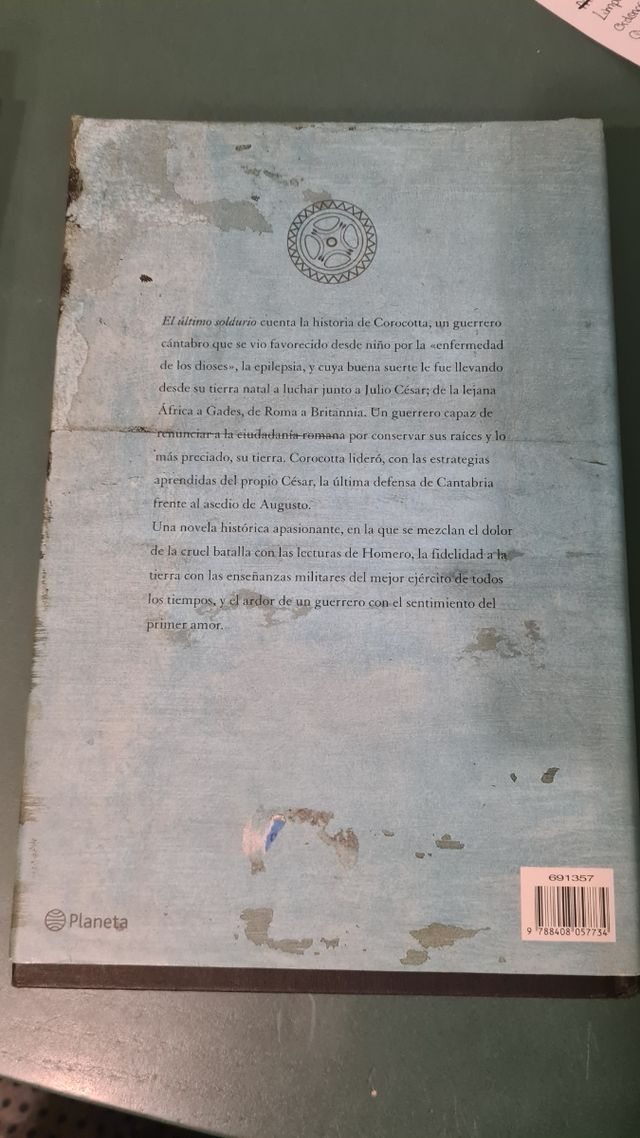 Limp
El último soldurio cuenta la historia de Corocotta, un guerrero
cántabro que se vio favorecido desde niño por la «enfermedad
de los dioses», la epilepsia, y cuya buena suerte le fue llevando
desde su tierra natal a luchar junto a Julio César; de la lejana
África a Gades, de Roma a Britannia. Un guerrero capaz de
renunciar a la ciudadanía romana por conservar sus raíces y lo
más preciado, su tierra. Corocotta lideró, con las estrategias
aprendidas del propio César, la última defensa de Cantabria
frente al asedio de Augusto.
Una novela histórica apasionante, en la que se mezclan el dolor
de la cruel batalla con las lecturas de Homero, la fidelidad a la
tierra con las enseñanzas militares del mejor ejército de todos
los tiempos, y el ardor de un guerrero con el sentimiento del
primer amor.
691357
9 788408 057734
Planeta